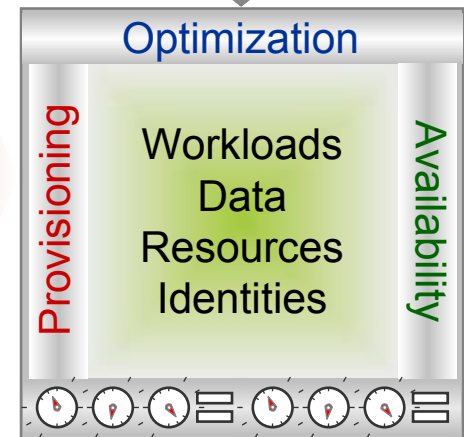 Optimization
Provisioning
Workloads
Data
Resources
Identities
Availability